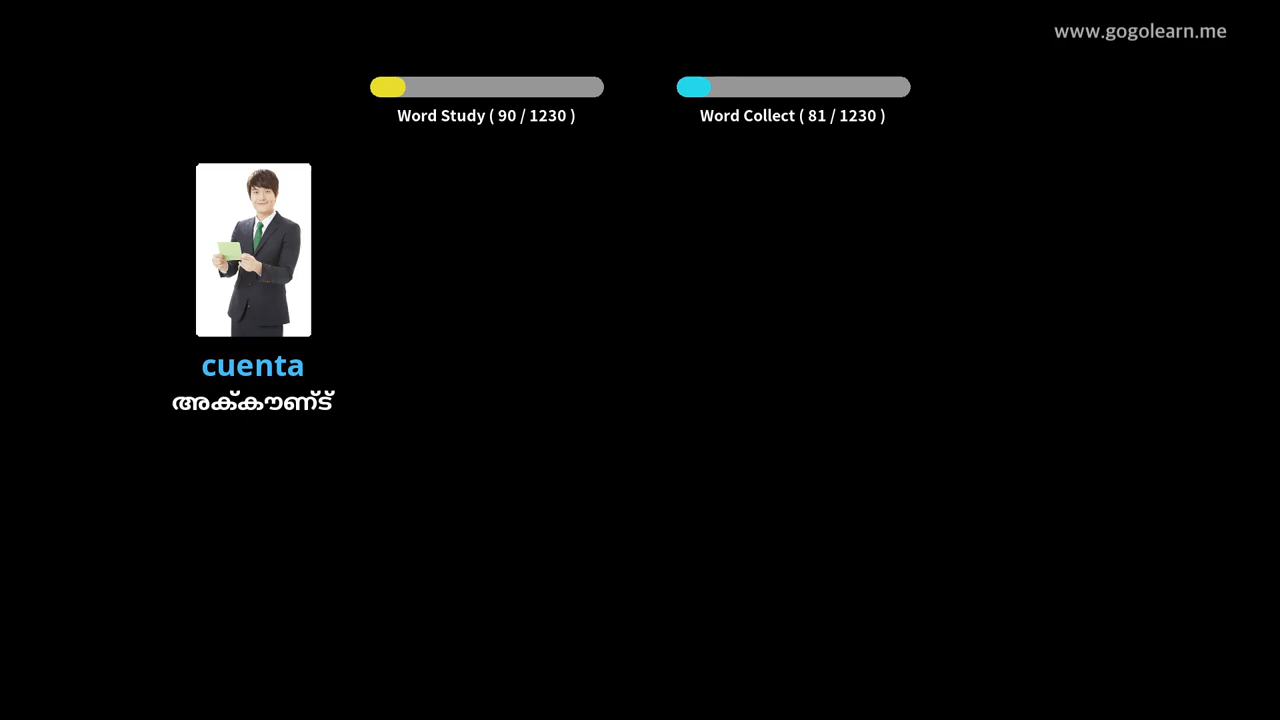 www.gogolearn.me
Word Study ( 90 / 1230 )
Word Collect ( 81 / 1230 )
cuenta
അക്കൗണ്ട്